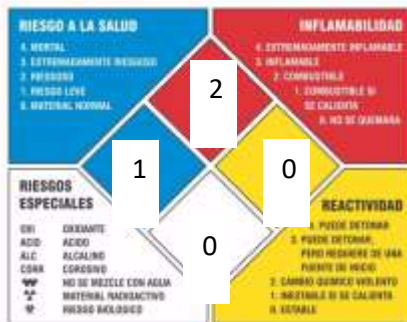 RIESGO A LA SALUD
4. MORTAL
3. EXTREMADAMENTE RIESGOSO
2. RIESGOSO
1. RIESGO LEVE
0. MATERIAL NORMAL
INFLAMABILIDAD
4. EXTREMADAMENTE INFLAMABLE
3. INFLAMABLE
2. COMBUSTIBLE
1. COMBUSTIBLE SI
SE CALIENTA
0. NO SE QUEMARA
2
1
0
0
RIESGOS
ESPECIALES
OXI OXIDANTE
ACID ACIDO
ALC ALCALINO
CORR COROSIVO
NO SE MEZCLE CON AGUA
MATERIAL RADIOACTIVO
RIESGO BIOLOGICO
REACTIVIDAD
PUEDE DETONAR
3. PUEDE DETONAR,
PERO REQUIERE DE UNA
FUENTE DE INICIO
2. CAMBIO QUIMICO VIOLENTO
1. INESTABLE SI SE CALIENTA
0. ESTABLE